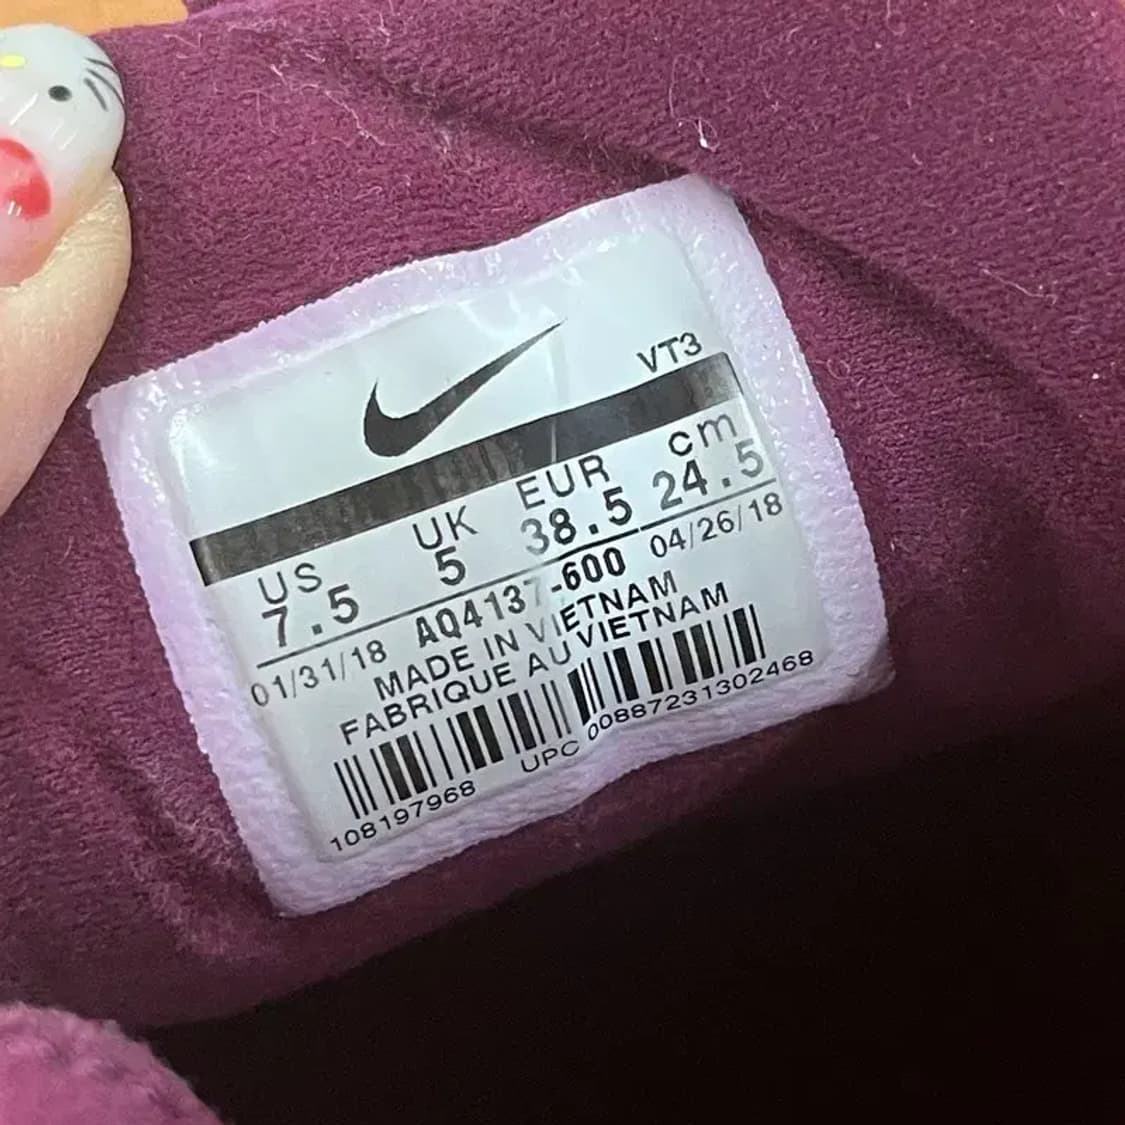 VT3
US UK EUR cm
7.5 5 38.5 24.5
01/31/18 AQ4137-600 04/26/18
MADE IN VIETNAM
FABRIQUE AU VIETNAM
108197968 UPC 00887231302468